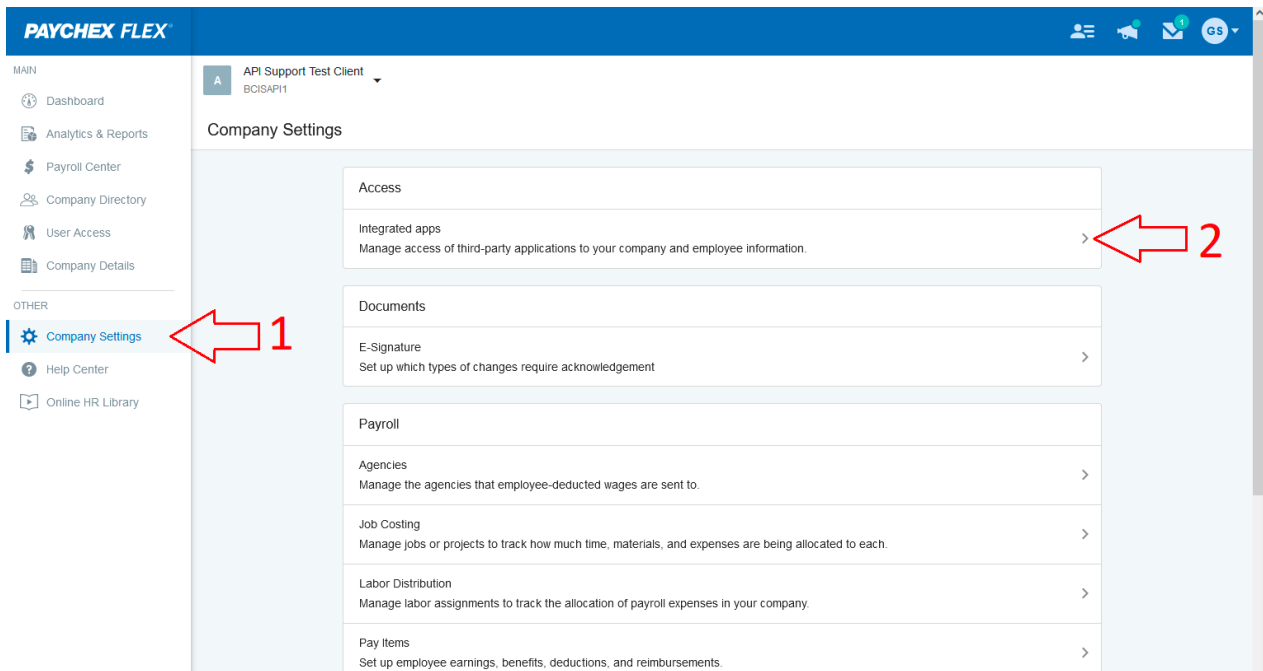 PAYCHEX FLEX®
1
GS
MAIN
Dashboard
Analytics & Reports
Payroll Center
Company Directory
User Access
Company Details
OTHER
Company Settings
Help Center
Online HR Library
1
A
API Support Test Client
BCISAPI1
Company Settings
Access
Integrated apps
Manage access of third-party applications to your company and employee information.
2
Documents
E-Signature
Set up which types of changes require acknowledgement
Payroll
Agencies
Manage the agencies that employee-deducted wages are sent to.
Job Costing
Manage jobs or projects to track how much time, materials, and expenses are being allocated to each.
Labor Distribution
Manage labor assignments to track the allocation of payroll expenses in your company.
Pay Items
Set up employee earnings, benefits, deductions, and reimbursements.